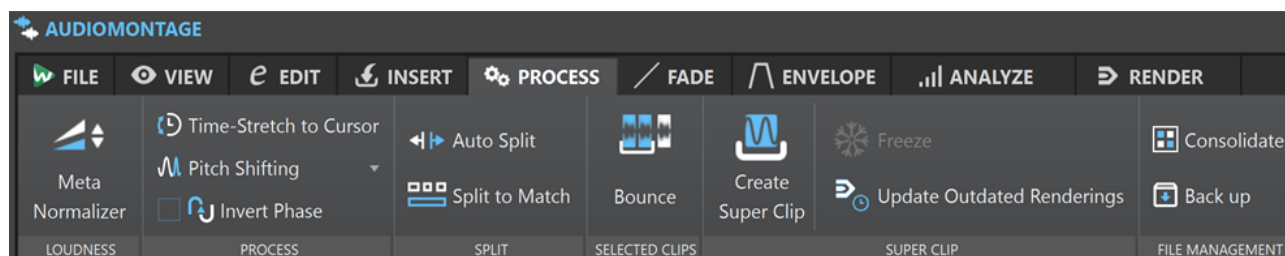 AUDIOMONTAGE
FILE VIEW EDIT INSERT PROCESS FADE ENVELOPE ANALYZE RENDER
Meta
Normalizer
LOUDNESS
Time-Stretch to Cursor
Pitch Shifting
Invert Phase
PROCESS
Auto Split
Split to Match
SPLIT
Bounce
SELECTED CLIPS
Create
Super Clip
Freeze
Update Outdated Renderings
SUPER CLIP
Consolidate
Back up
FILE MANAGEMENT